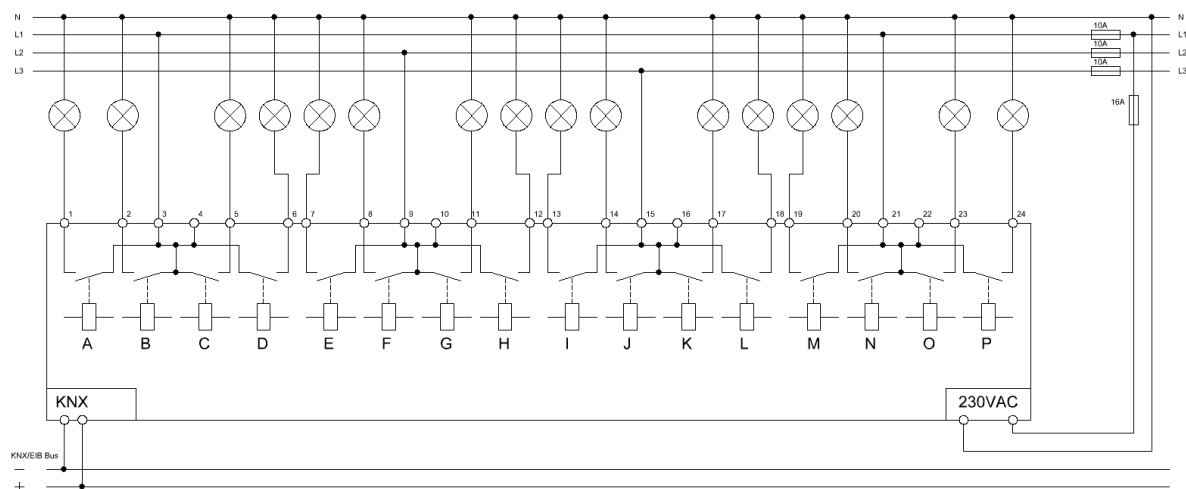 N N
10A
L1 L1
10A
L2 L2
10A
L3 L3
16A
1 2 3 4 5 6 7 8 9 10 11 12 13 14 15 16 17 18 19 20 21 22 23 24
A B C D E F G H I J K L M N O P
KNX 230VAC
KNX/EIB Bus
−
+